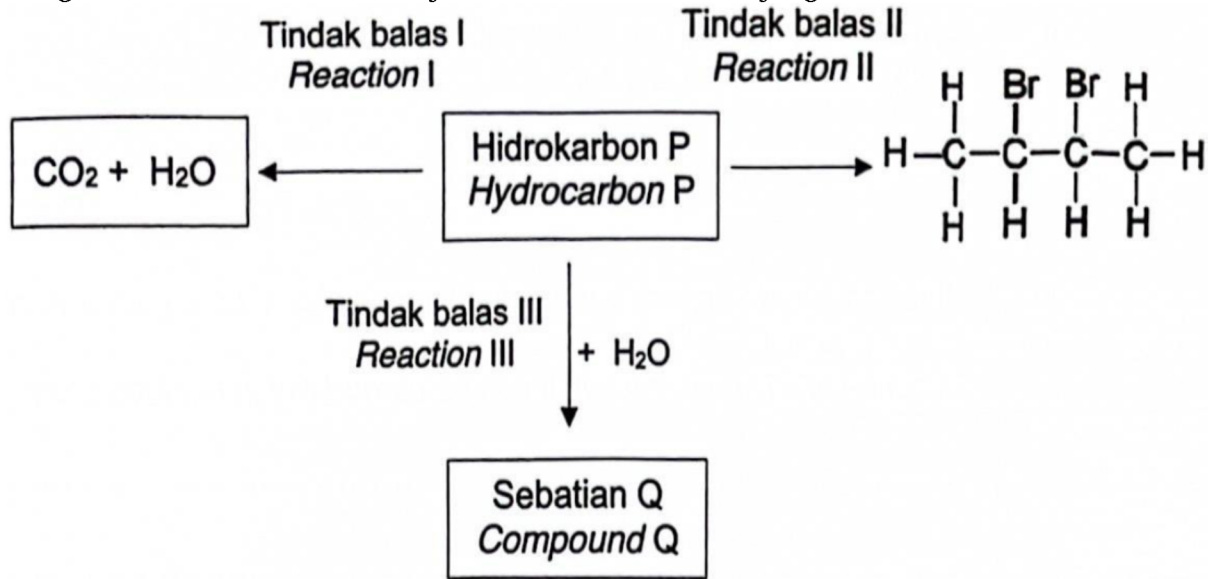 Tindak balas I
Reaction I
Tindak balas II
Reaction II
CO₂ + H₂O
Hidrokarbon P
Hydrocarbon P
H Br Br H
H–C–C–C–C–H
H H H H
Tindak balas III
Reaction III
+ H₂O
Sebatian Q
Compound Q